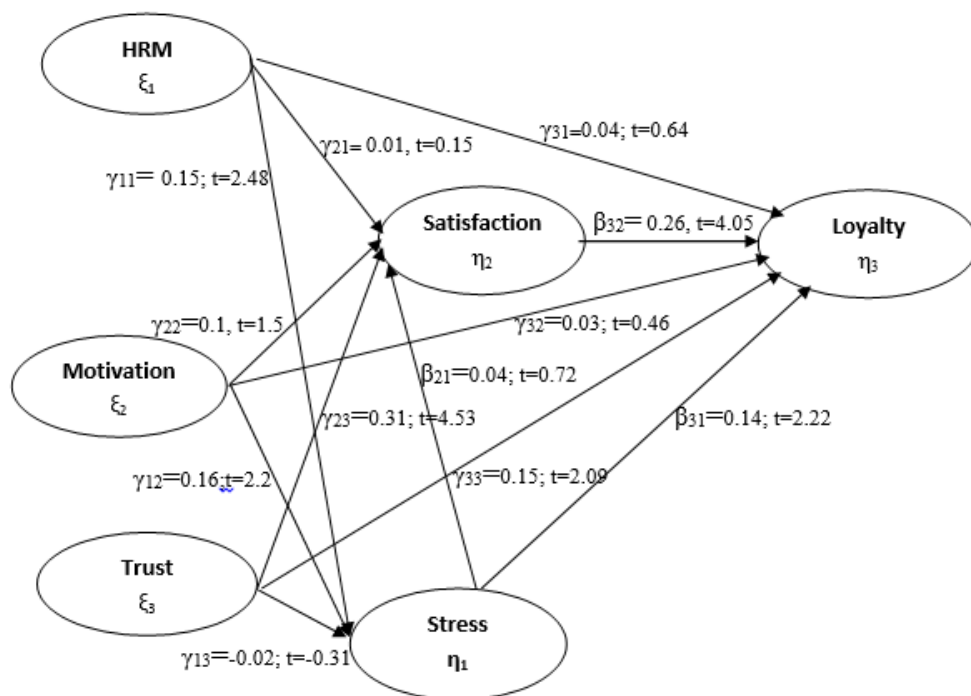 HRM
ξ1
γ31=0.04; t=0.64
γ21= 0.01, t=0.15
γ11= 0.15; t=2.48
Satisfaction
η2
β32= 0.26, t=4.05
Loyalty
η3
γ22=0.1, t=1.5
γ32=0.03; t=0.46
Motivation
ξ2
β21=0.04; t=0.72
γ23=0.31; t=4.53
β31=0.14; t=2.22
γ12=0.16;t=2.2
γ33=0.15; t=2.09
Trust
ξ3
Stress
η1
γ13=-0.02; t=-0.31